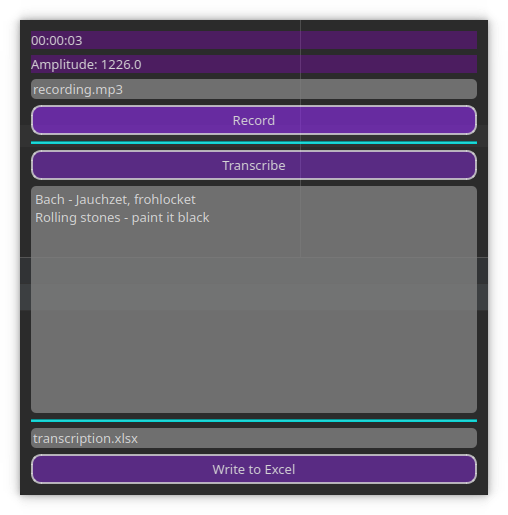 00:00:03
Amplitude: 1226.0
recording.mp3
Record
Transcribe
Bach - Jauchzet, frohlocket
Rolling stones - paint it black
transcription.xlsx
Write to Excel